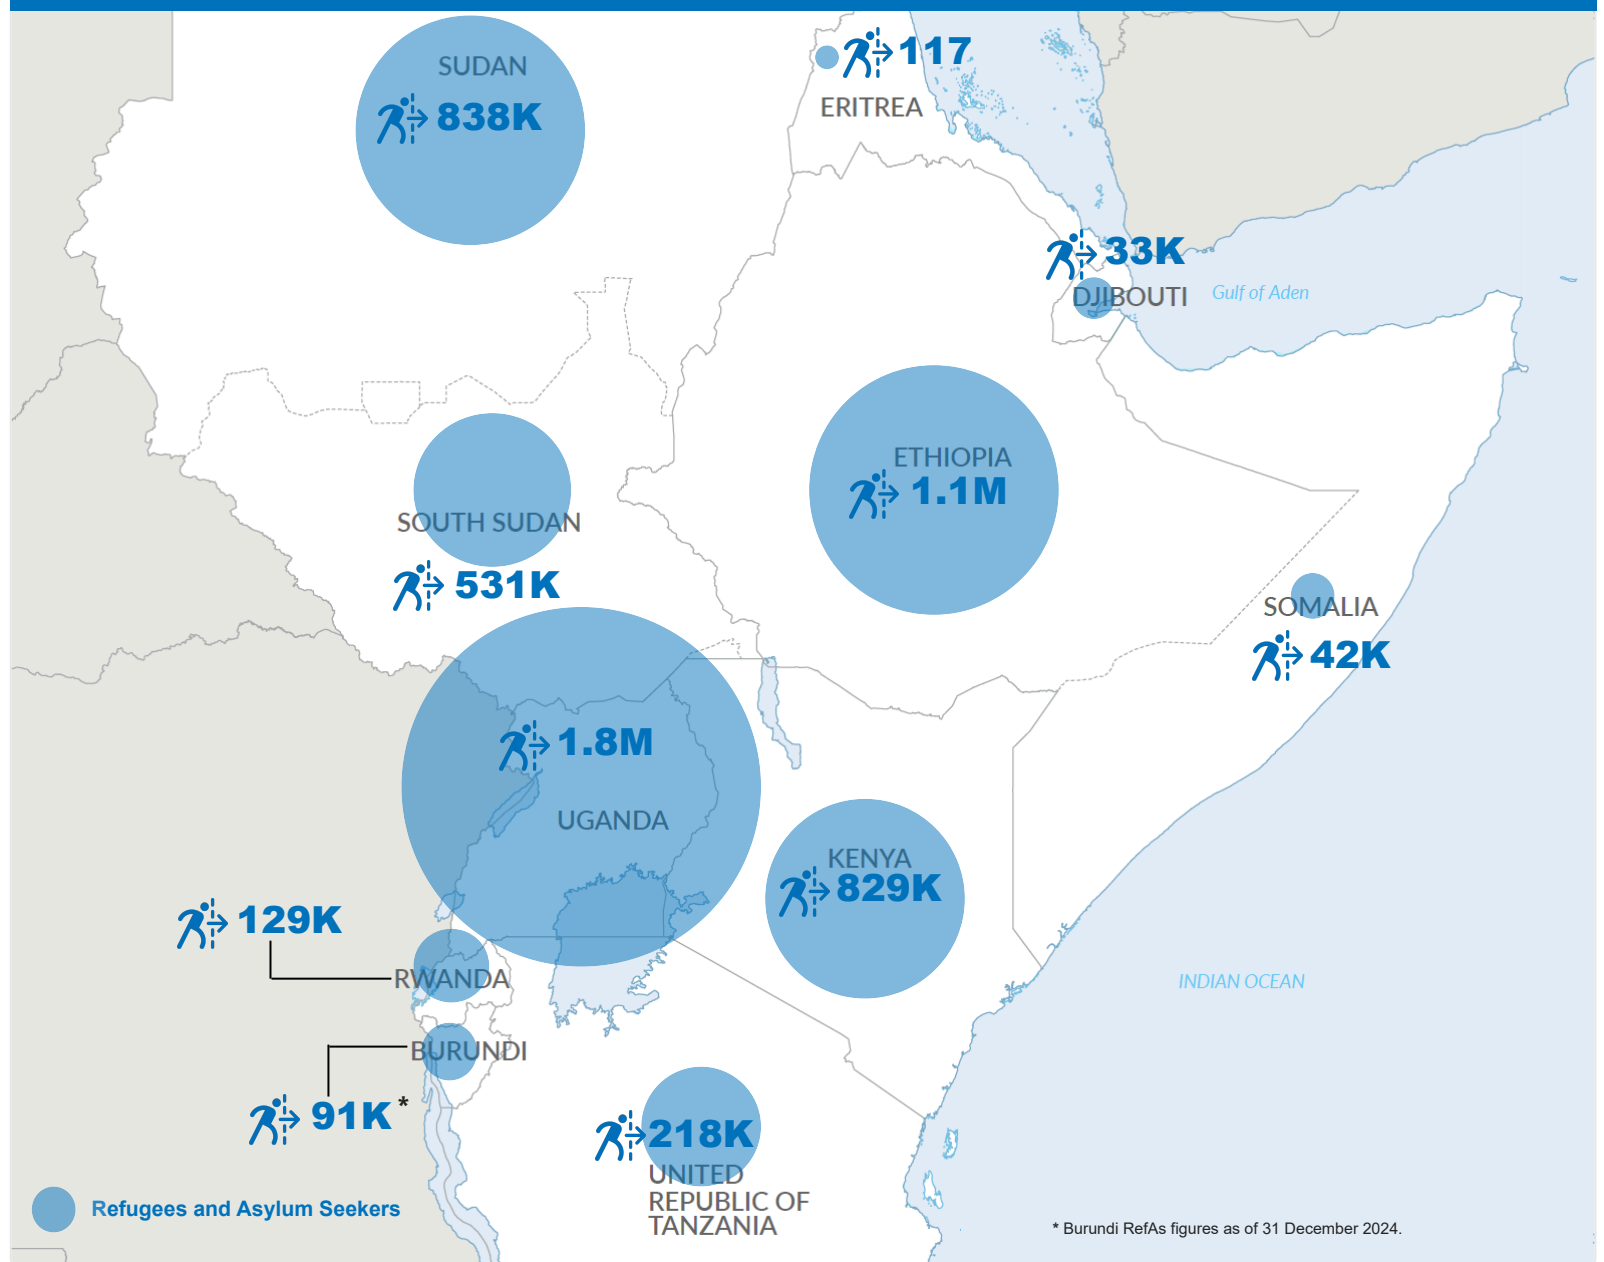 SUDAN
838K
117
ERITREA
33K
DJIBOUTI
Gulf of Aden
ETHIOPIA
1.1M
SOUTH SUDAN
531K
SOMALIA
42K
1.8M
UGANDA
KENYA
829K
129K
RWANDA
INDIAN OCEAN
BURUNDI
91K*
218K
UNITED
REPUBLIC OF
TANZANIA
Refugees and Asylum Seekers
* Burundi RefAs figures as of 31 December 2024.